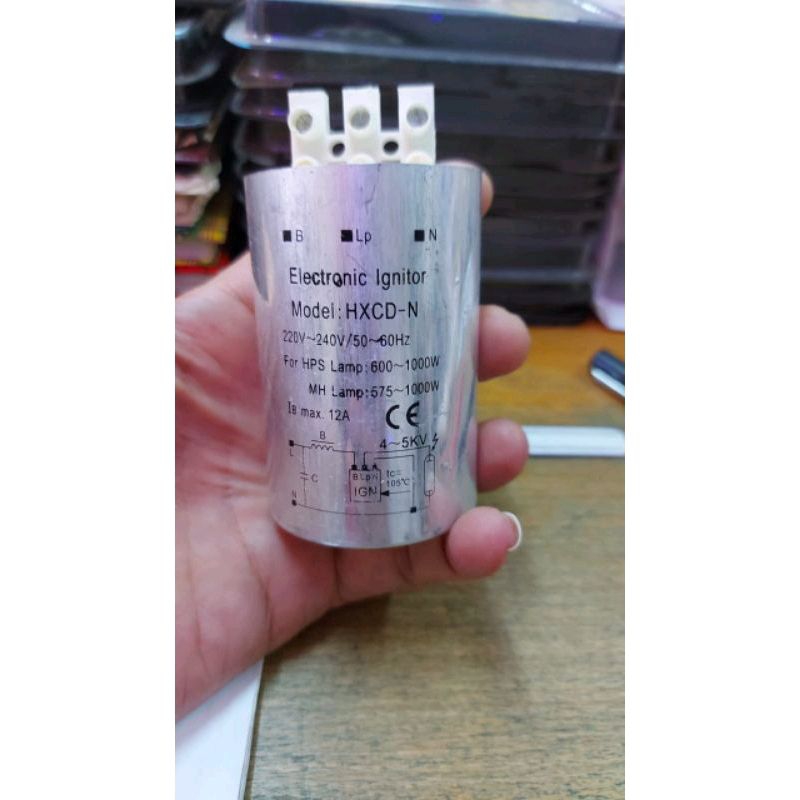 ■B ■Lp ■N
Electronic Ignitor
Model: HXCD-N
220V~240V/50~60Hz
For HPS Lamp: 600~1000W
MH Lamp: 575~1000W
IB max. 12A CE
4~5KV
B
L
C
B Lp N
IGN
tc=
105℃
N